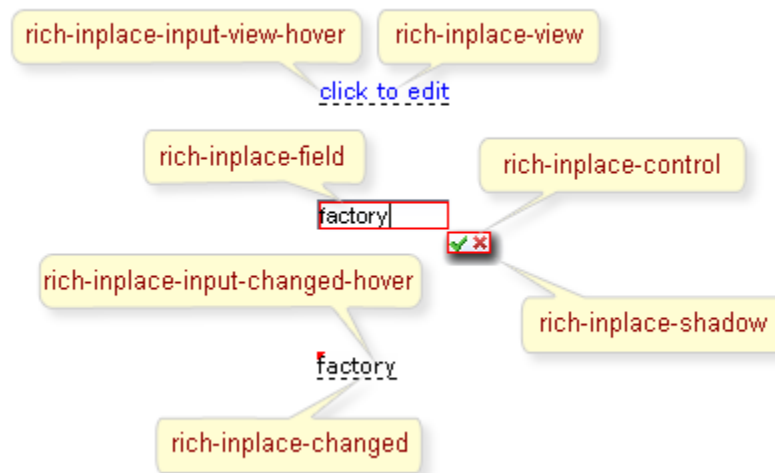 rich-inplace-input-view-hover
rich-inplace-view
click to edit
rich-inplace-field
rich-inplace-control
factory
rich-inplace-input-changed-hover
rich-inplace-shadow
factory
rich-inplace-changed